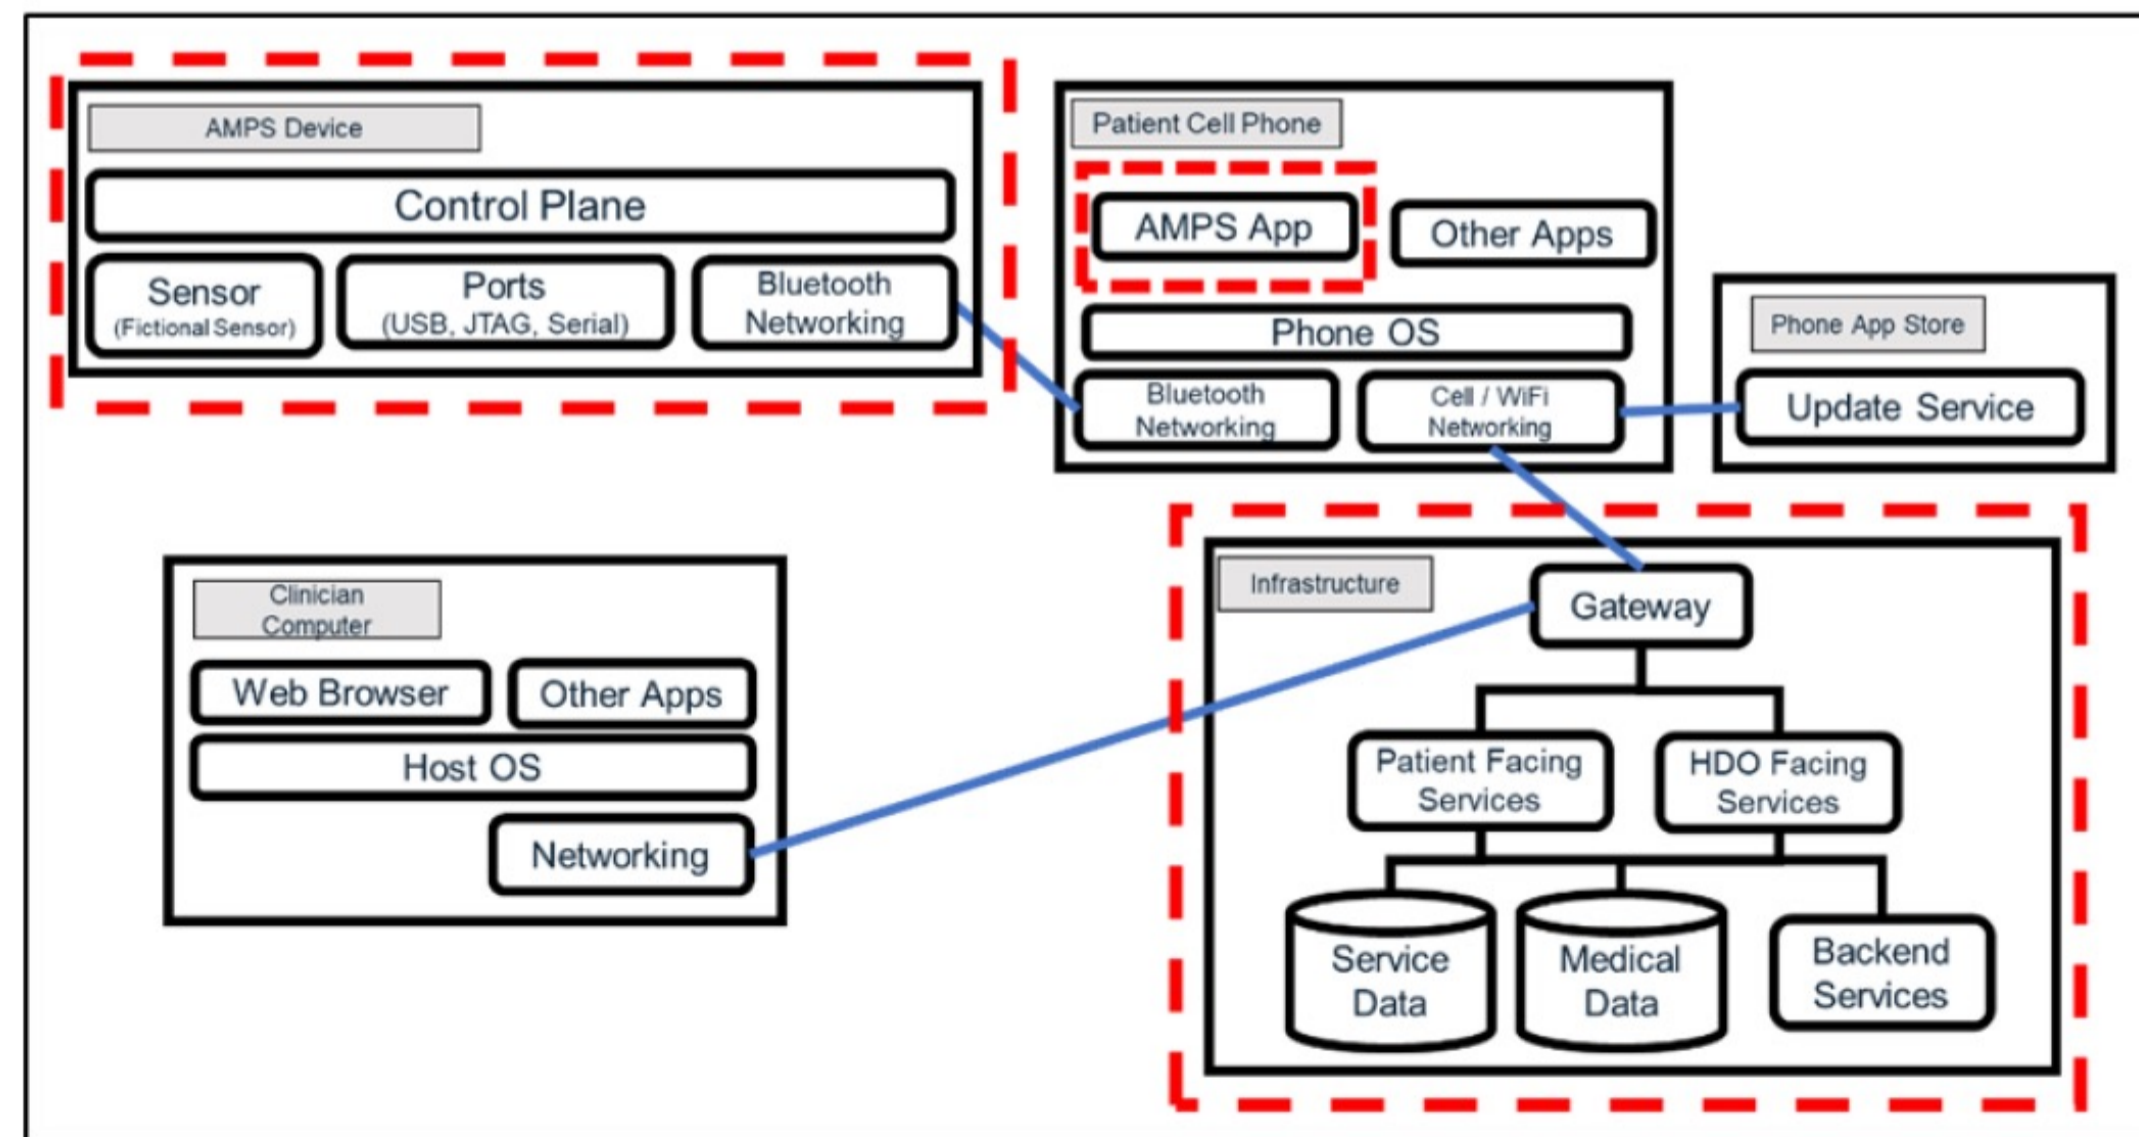 AMPS Device
Control Plane
Sensor
(Fictional Sensor)
Ports
(USB, JTAG, Serial)
Bluetooth
Networking
Patient Cell Phone
AMPS App
Other Apps
Phone OS
Bluetooth
Networking
Cell / WiFi
Networking
Phone App Store
Update Service
Clinician
Computer
Web Browser
Other Apps
Host OS
Networking
Infrastructure
Gateway
Patient Facing
Services
HDO Facing
Services
Service
Data
Medical
Data
Backend
Services